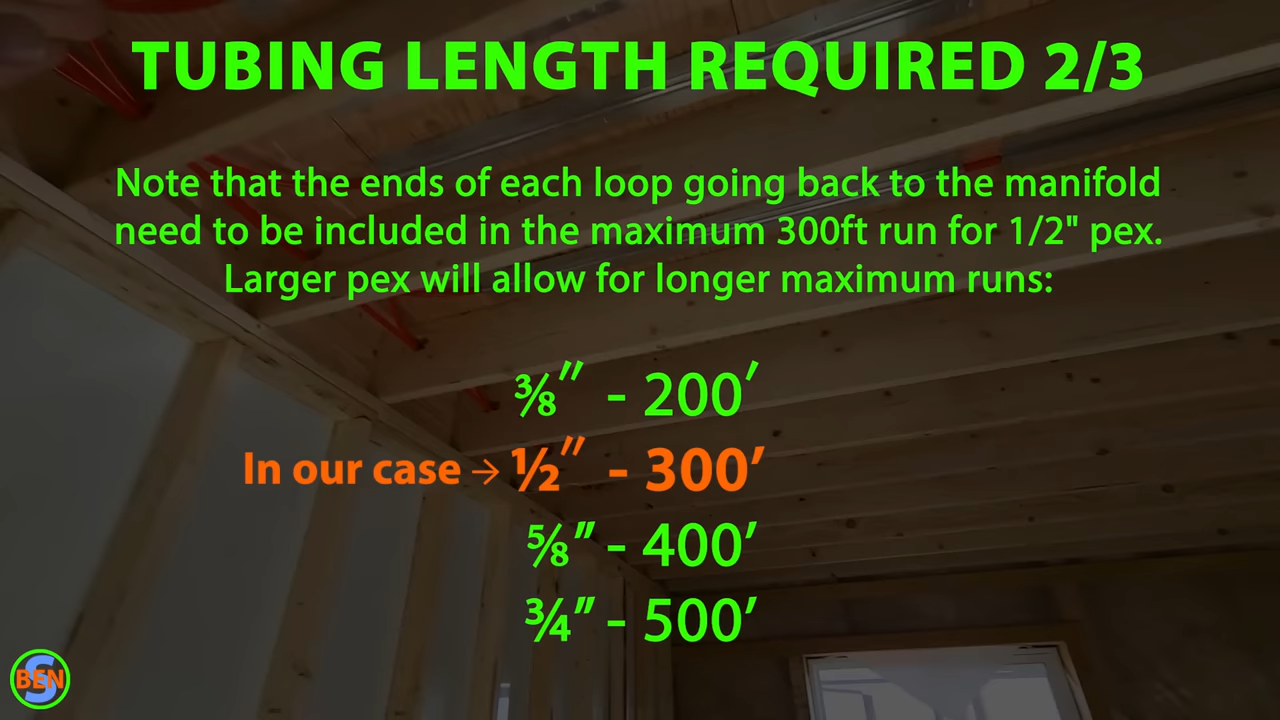 TUBING LENGTH REQUIRED 2/3
Note that the ends of each loop going back to the manifold
need to be included in the maximum 300ft run for 1/2" pex.
Larger pex will allow for longer maximum runs:
⅜″ - 200′
In our case → ½″ - 300′
⅝″ - 400′
¾″ - 500′
S BEN